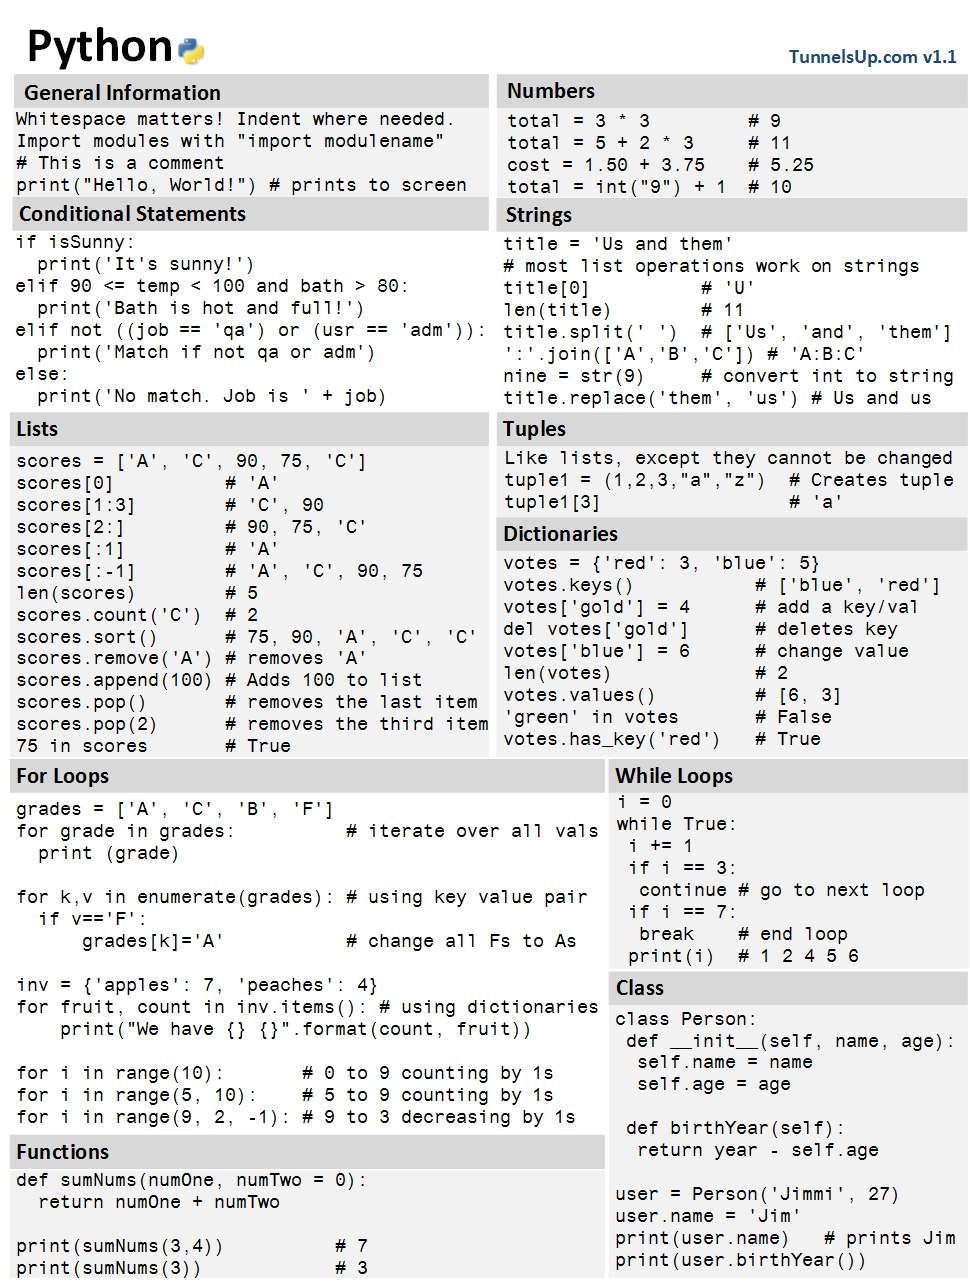 Python
TunnelsUp.com v1.1
General Information
Whitespace matters! Indent where needed.
Import modules with "import modulename"
# This is a comment
print("Hello, World!") # prints to screen
Conditional Statements
if isSunny:
  print('It's sunny!')
elif 90 <= temp < 100 and bath > 80:
  print('Bath is hot and full!')
elif not ((job == 'qa') or (usr == 'adm')):
  print('Match if not qa or adm')
else:
  print('No match. Job is ' + job)
Numbers
total = 3 * 3         # 9
total = 5 + 2 * 3     # 11
cost = 1.50 + 3.75    # 5.25
total = int("9") + 1  # 10
Strings
title = 'Us and them'
# most list operations work on strings
title[0]          # 'U'
len(title)        # 11
title.split(' ')  # ['Us', 'and', 'them']
':'.join(['A','B','C']) # 'A:B:C'
nine = str(9)     # convert int to string
title.replace('them', 'us') # Us and us
Lists
scores = ['A', 'C', 90, 75, 'C']
scores[0]          # 'A'
scores[1:3]        # 'C', 90
scores[2:]         # 90, 75, 'C'
scores[:1]         # 'A'
scores[:-1]        # 'A', 'C', 90, 75
len(scores)        # 5
scores.count('C')  # 2
scores.sort()      # 75, 90, 'A', 'C', 'C'
scores.remove('A') # removes 'A'
scores.append(100) # Adds 100 to list
scores.pop()       # removes the last item
scores.pop(2)      # removes the third item
75 in scores       # True
Tuples
Like lists, except they cannot be changed
tuple1 = (1,2,3,"a","z")  # Creates tuple
tuple1[3]                 # 'a'
Dictionaries
votes = {'red': 3, 'blue': 5}
votes.keys()           # ['blue', 'red']
votes['gold'] = 4      # add a key/val
del votes['gold']      # deletes key
votes['blue'] = 6      # change value
len(votes)             # 2
votes.values()         # [6, 3]
'green' in votes       # False
votes.has_key('red')   # True
For Loops
grades = ['A', 'C', 'B', 'F']
for grade in grades:          # iterate over all vals
  print (grade)
for k,v in enumerate(grades): # using key value pair
  if v=='F':
      grades[k]='A'           # change all Fs to As
inv = {'apples': 7, 'peaches': 4}
for fruit, count in inv.items(): # using dictionaries
    print("We have {} {}".format(count, fruit))
for i in range(10):       # 0 to 9 counting by 1s
for i in range(5, 10):    # 5 to 9 counting by 1s
for i in range(9, 2, -1): # 9 to 3 decreasing by 1s
Functions
def sumNums(numOne, numTwo = 0):
  return numOne + numTwo
print(sumNums(3,4))          # 7
print(sumNums(3))            # 3
While Loops
i = 0
while True:
 i += 1
 if i == 3:
  continue # go to next loop
 if i == 7:
  break    # end loop
 print(i)  # 1 2 4 5 6
Class
class Person:
 def __init__(self, name, age):
  self.name = name
  self.age = age
 def birthYear(self):
  return year - self.age
user = Person('Jimmi', 27)
user.name = 'Jim'
print(user.name)   # prints Jim
print(user.birthYear())